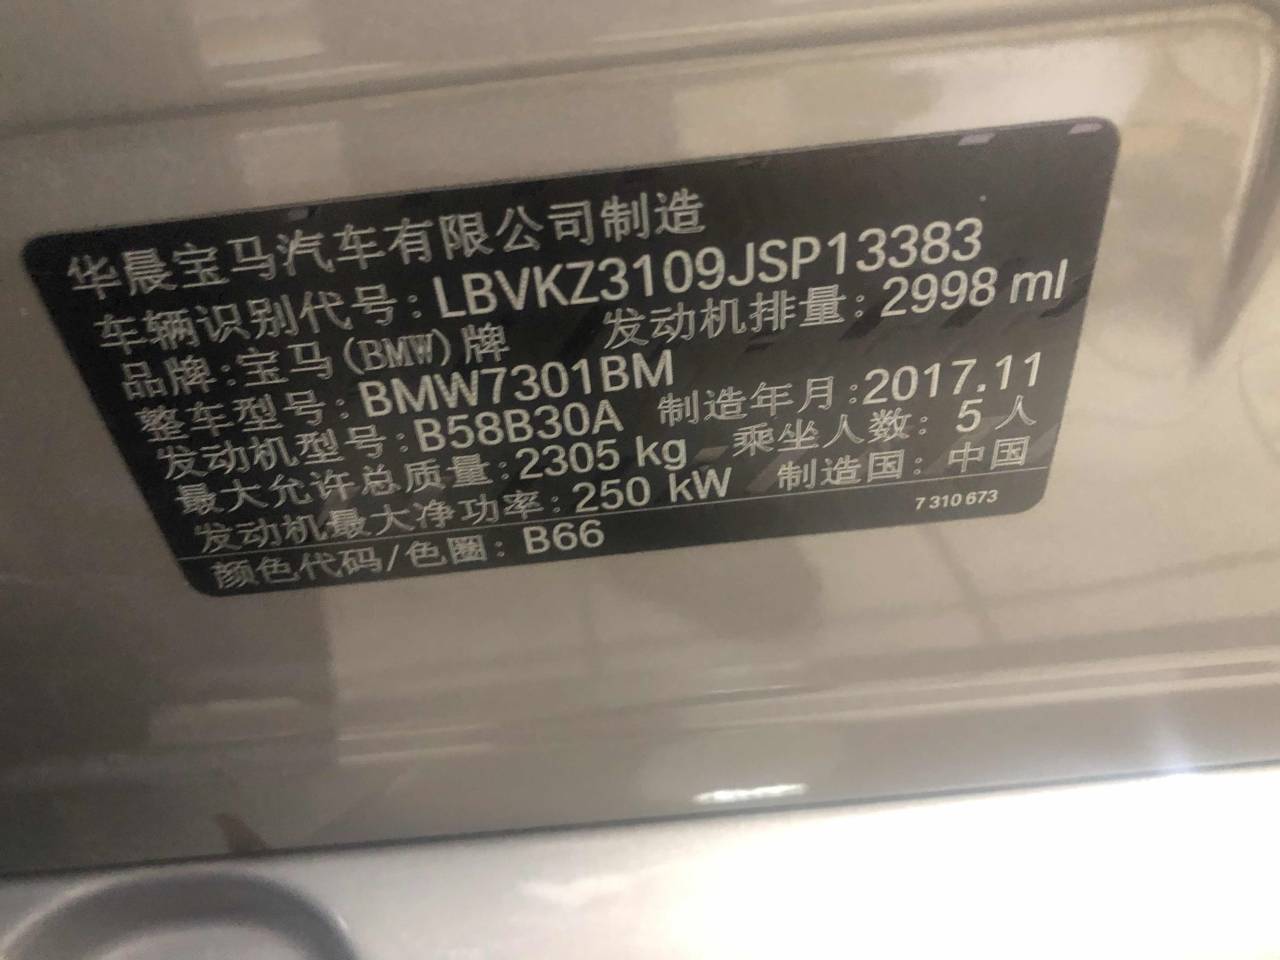 华晨宝马汽车有限公司制造
车辆识别代号: LBVKZ3109JSP13383
品牌:宝马(BMW)牌 发动机排量: 2998 ml
整车型号: BMW7301BM
发动机型号: B58B30A 制造年月:2017.11
最大允许总质量:2305 kg 乘坐人数: 5 人
发动机最大净功率: 250 kW 制造国: 中国
颜色代码/色圈: B66 7 310 673